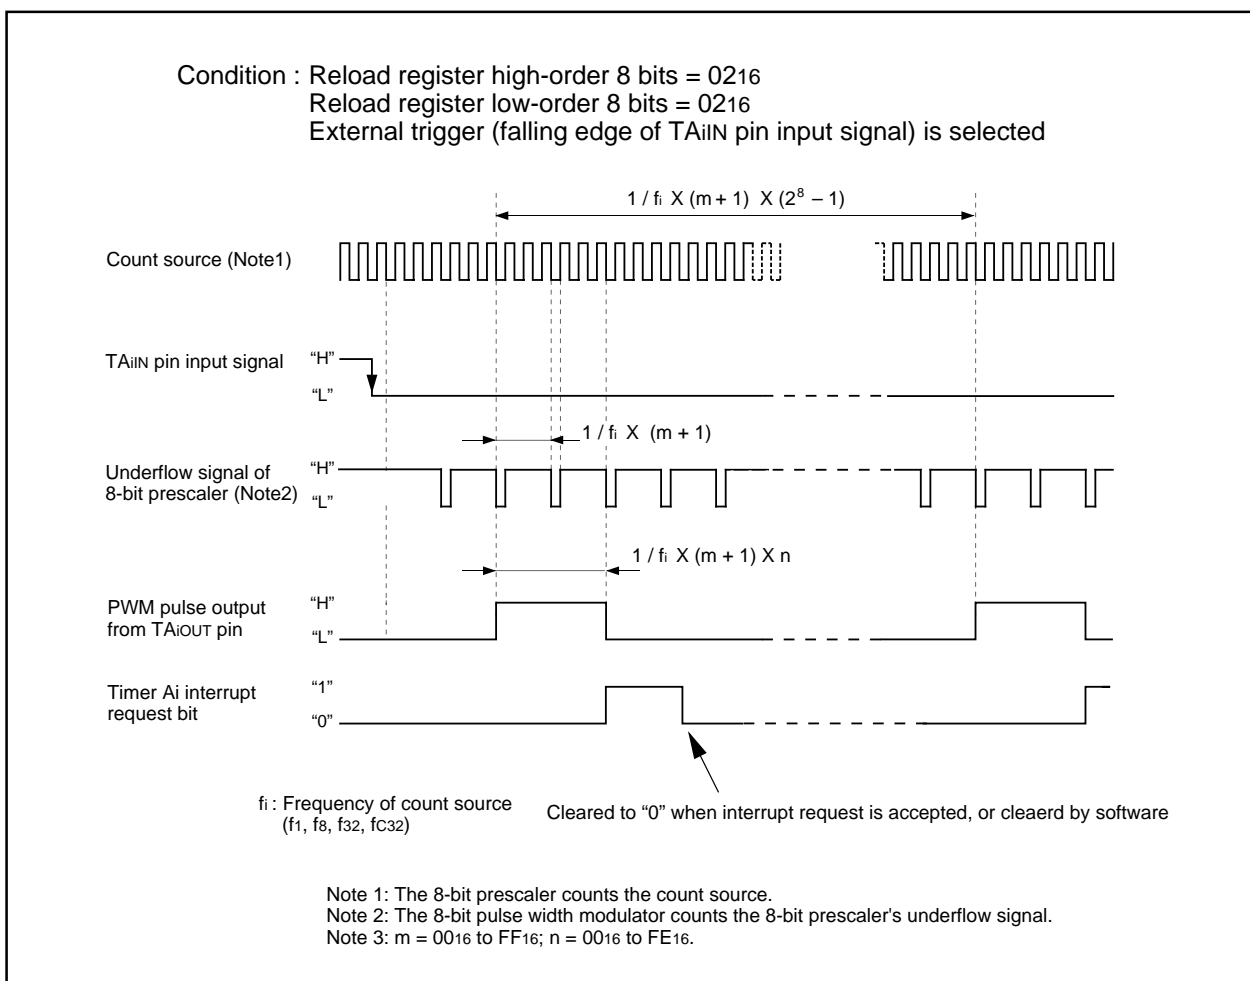 Condition : Reload register high-order 8 bits = 0216
Reload register low-order 8 bits = 0216
External trigger (falling edge of TAiIN pin input signal) is selected
1 / fi X (m + 1) X (2^8 – 1)
Count source (Note1)
TAiIN pin input signal
“H”
“L”
1 / fi X (m + 1)
Underflow signal of
8-bit prescaler (Note2)
“H”
“L”
1 / fi X (m + 1) X n
PWM pulse output
from TAiOUT pin
“H”
“L”
Timer Ai interrupt
request bit
“1”
“0”
fi : Frequency of count source
(f1, f8, f32, fC32)
Cleared to “0” when interrupt request is accepted, or cleaerd by software
Note 1: The 8-bit prescaler counts the count source.
Note 2: The 8-bit pulse width modulator counts the 8-bit prescaler's underflow signal.
Note 3: m = 0016 to FF16; n = 0016 to FE16.